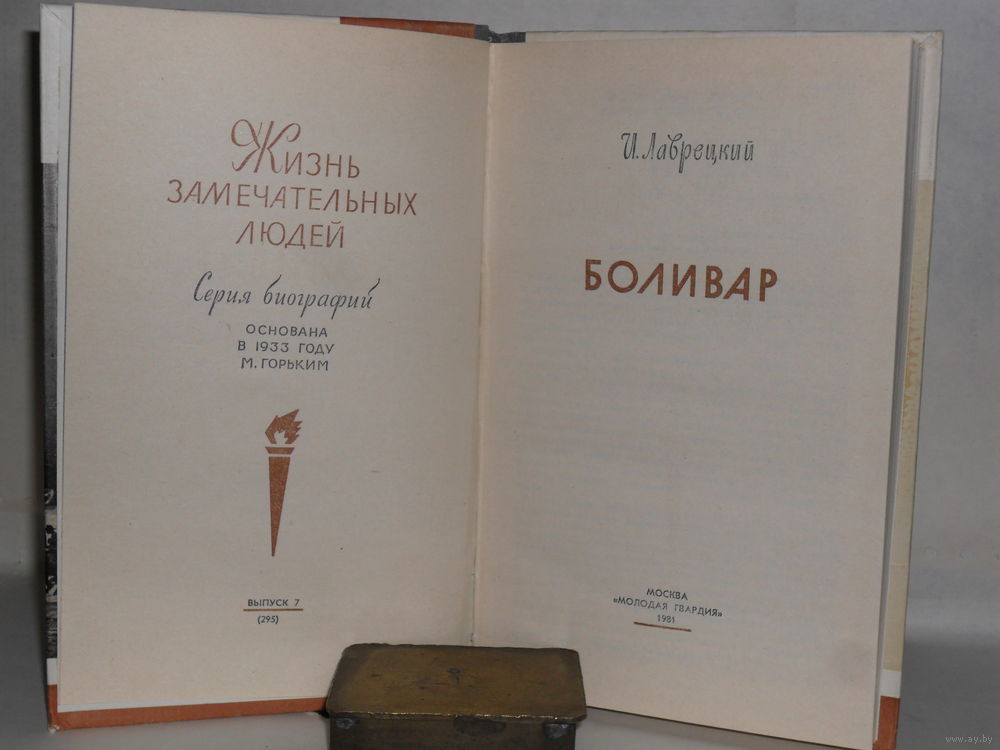 Жизнь
ЗАМЕЧАТЕЛЬНЫХ
ЛЮДЕЙ
Серия биографий
ОСНОВАНА
В 1933 ГОДУ
М. ГОРЬКИМ
ВЫПУСК 7
(295)
И. Лаврецкий
БОЛИВАР
МОСКВА
«МОЛОДАЯ ГВАРДИЯ»
1981
www.ay.by